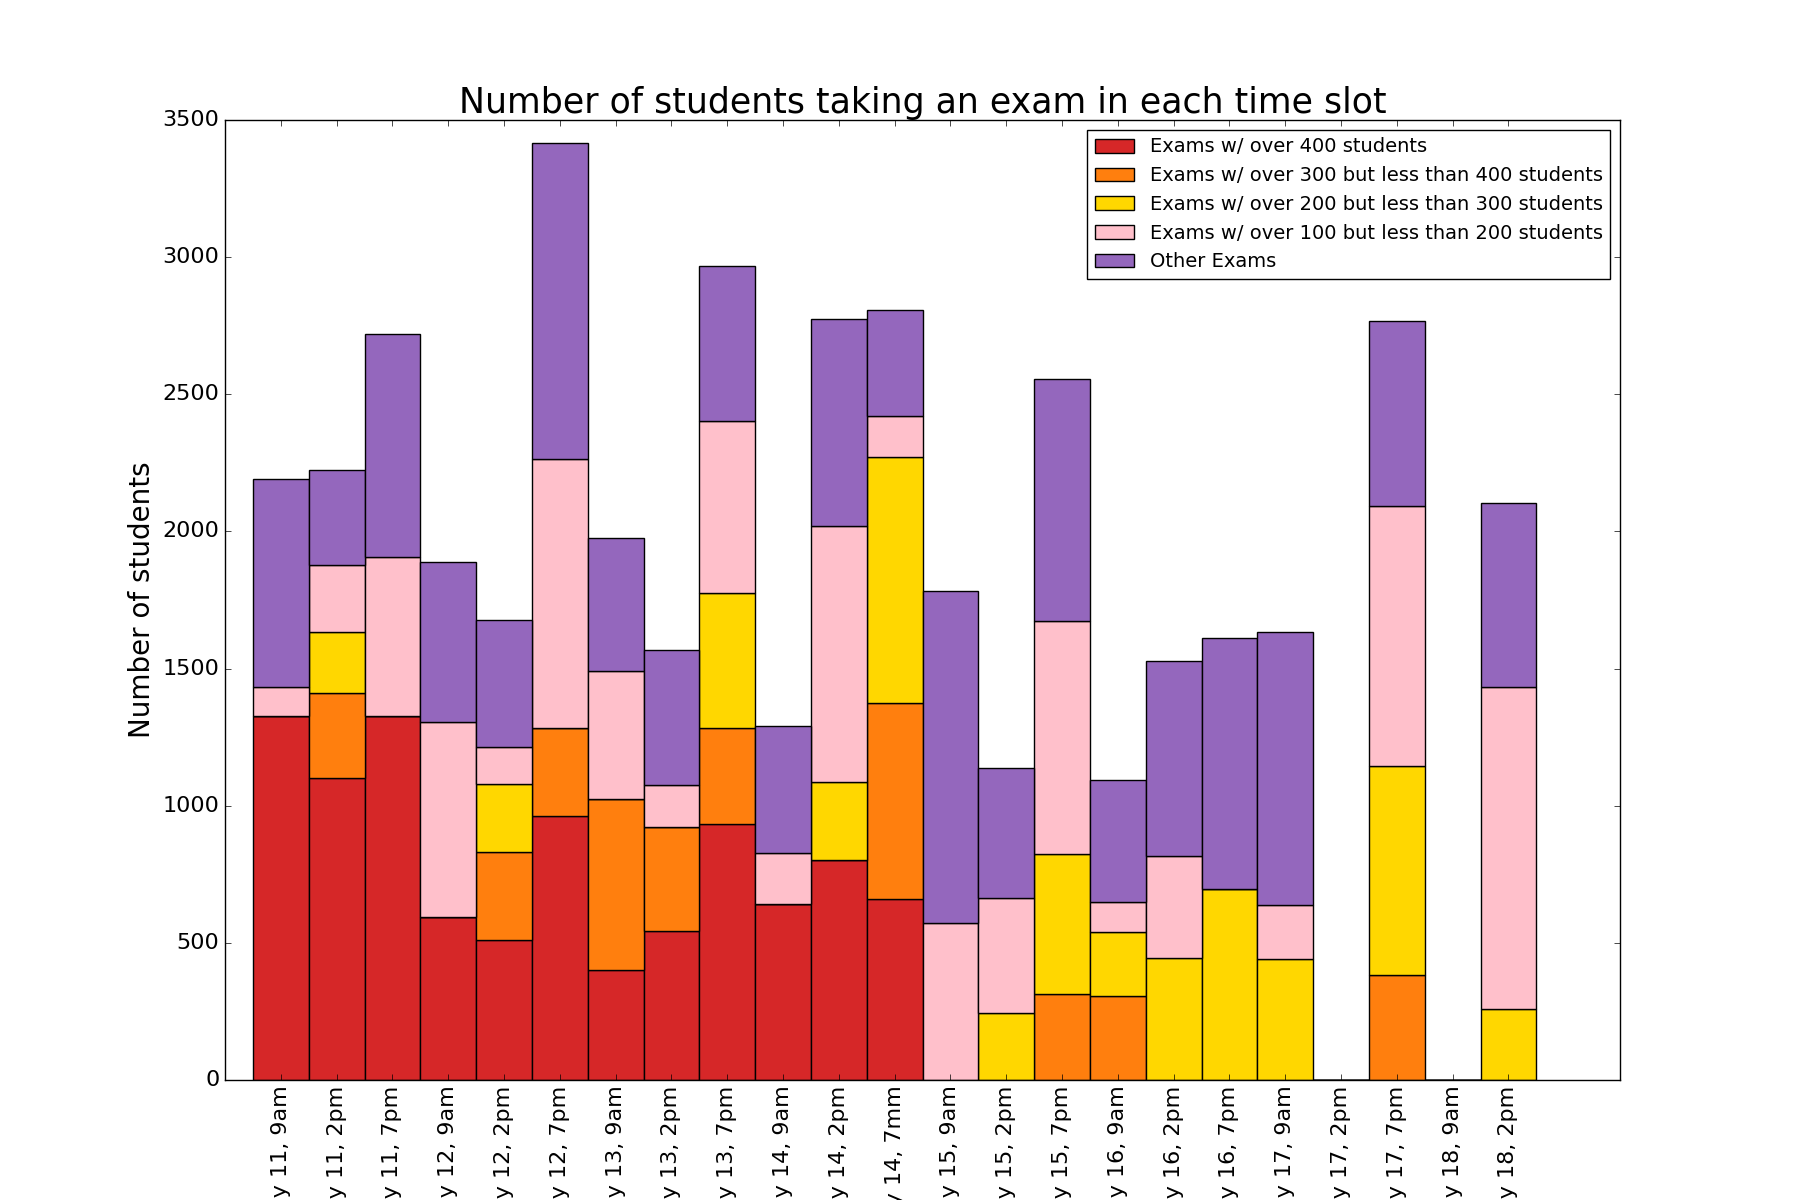 Number of students taking an exam in each time slot
3500
3000
2500
2000
1500
1000
500
0
Number of students
Exams w/ over 400 students
Exams w/ over 300 but less than 400 students
Exams w/ over 200 but less than 300 students
Exams w/ over 100 but less than 200 students
Other Exams
y 11, 9am
y 11, 2pm
y 11, 7pm
y 12, 9am
y 12, 2pm
y 12, 7pm
y 13, 9am
y 13, 2pm
y 13, 7pm
y 14, 9am
y 14, 2pm
y 14, 7mm
y 15, 9am
y 15, 2pm
y 15, 7pm
y 16, 9am
y 16, 2pm
y 16, 7pm
y 17, 9am
y 17, 2pm
y 17, 7pm
y 18, 9am
y 18, 2pm